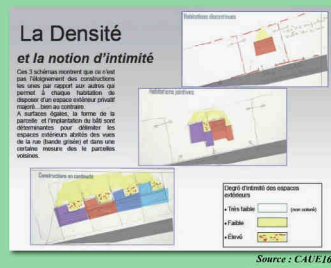 La Densité
et la notion d'intimité
Ces 3 schémas montrent que ce n'est
pas l'éloignement des constructions
les unes par rapport aux autres qui
permet à chaque habitation de
disposer d'un espace extérieur privatif
majoré...bien au contraire.
A surfaces égales, la forme de la
parcelle et l'implantation du bâti sont
déterminantes pour délimiter les
espaces extérieurs abrités des vues
de la rue (bande grisée) et dans une
certaine mesure des parcelles
voisines.
Habitations discontinues
Habitations jointives
Constructions en continuité
Degré d'intimité des espaces
extérieurs
• Très faible (non coloré)
• Faible
• Élevé
Source : CAUE16